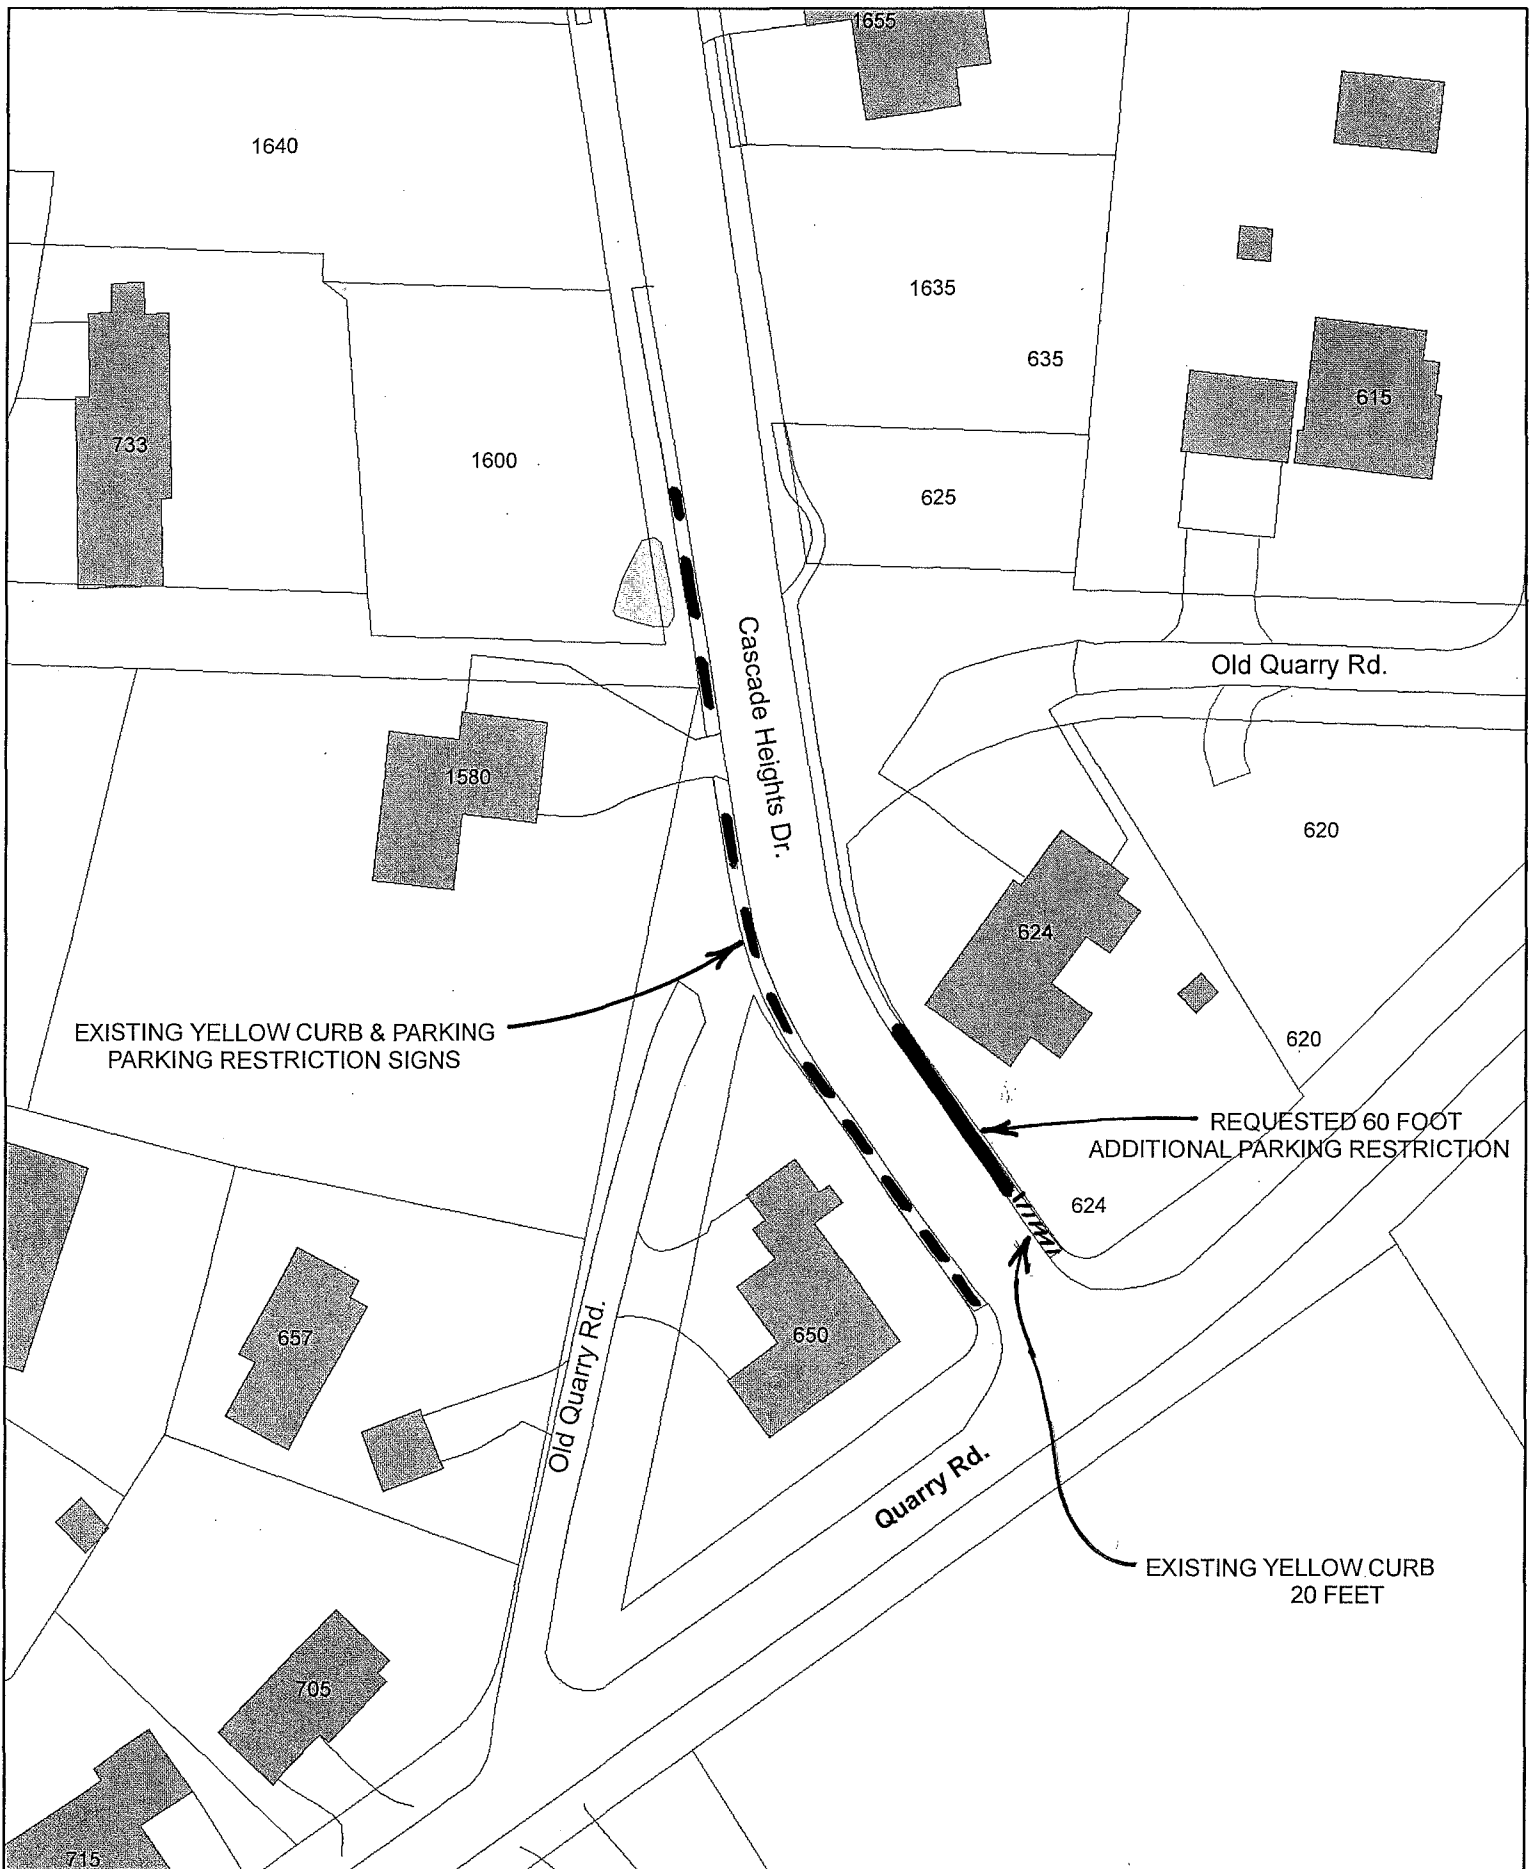 1655
1640
1635
635
615
733
1600
625
Cascade Heights Dr.
Old Quarry Rd.
1580
620
624
EXISTING YELLOW CURB & PARKING
PARKING RESTRICTION SIGNS
620
REQUESTED 60 FOOT
ADDITIONAL PARKING RESTRICTION
624
657
650
Old Quarry Rd.
Quarry Rd.
EXISTING YELLOW CURB
20 FEET
705
715